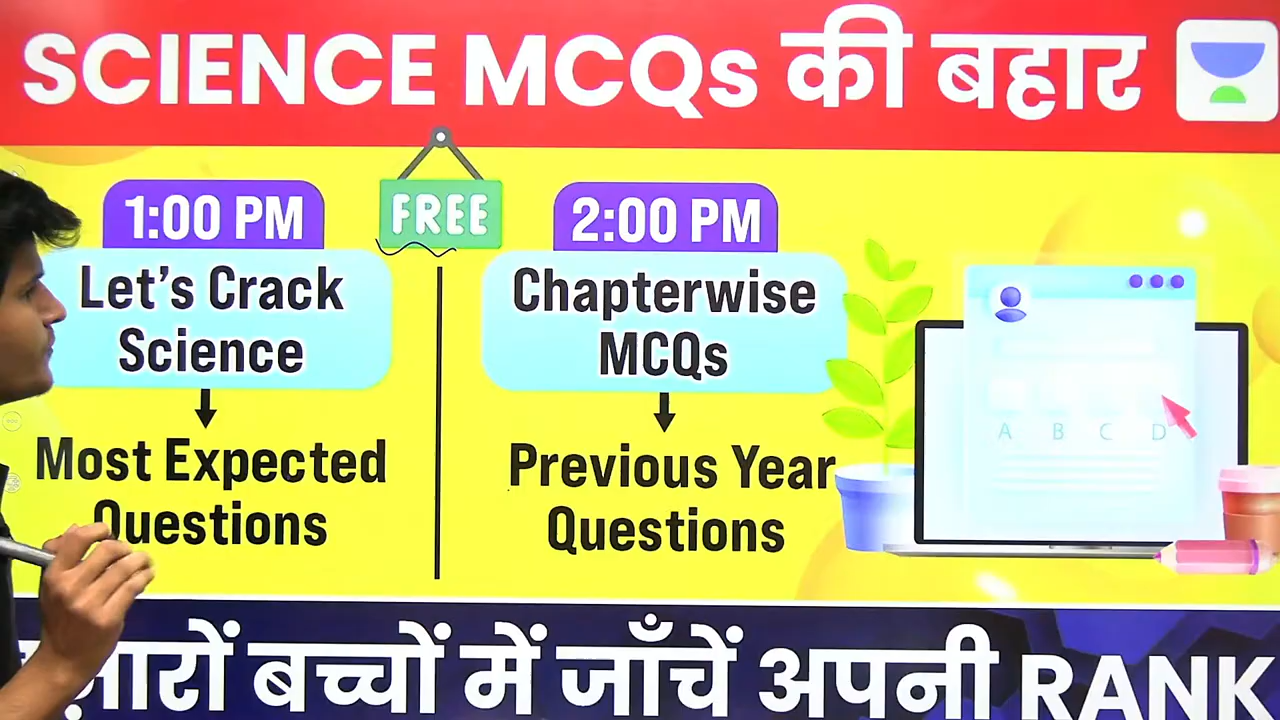 SCIENCE MCQs की बहार
FREE
1:00 PM
Let's Crack
Science
Most Expected
Questions
2:00 PM
Chapterwise
MCQs
Previous Year
Questions
A B C D
बच्चों में जाँचें अपनी RANK